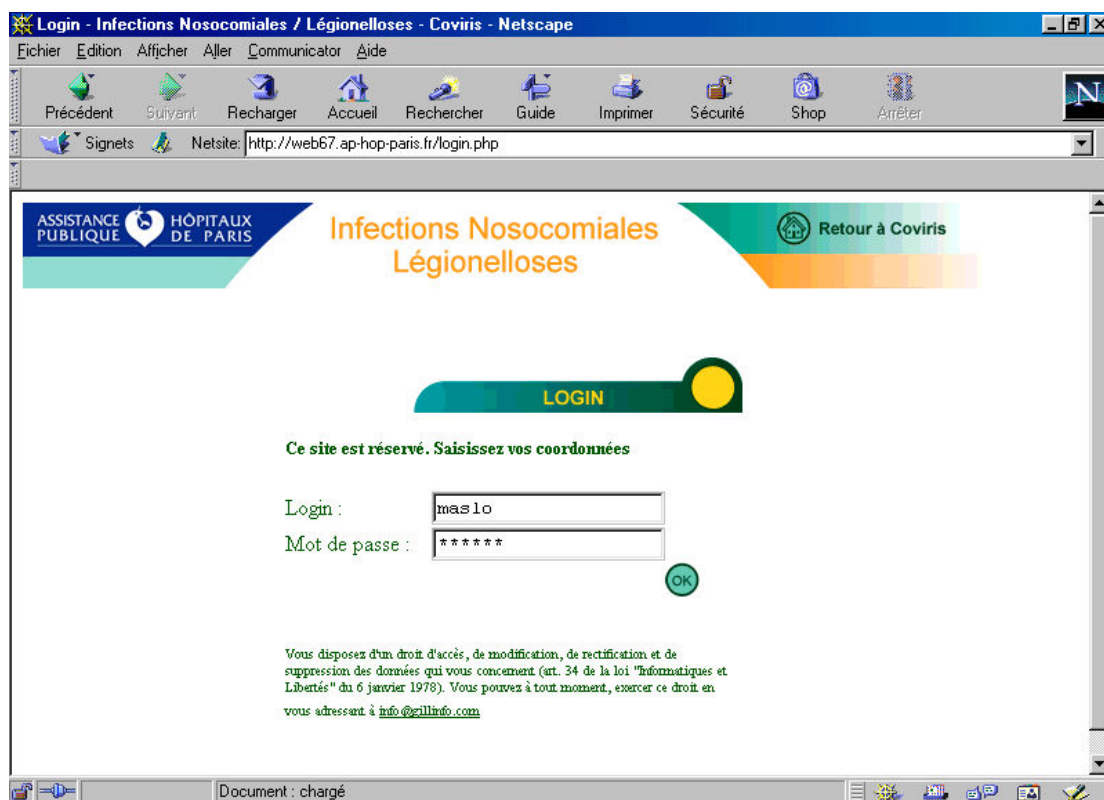 Login - Infections Nosocomiales / Légionelloses - Coviris - Netscape
Fichier Edition Afficher Aller Communicator Aide
Précédent Suivant Recharger Accueil Rechercher Guide Imprimer Sécurité Shop Arrêter
N
Signets Netsite: http://web67.ap-hop-paris.fr/login.php
ASSISTANCE PUBLIQUE HÔPITAUX DE PARIS
Infections Nosocomiales
Légionelloses
Retour à Coviris
LOGIN
Ce site est réservé. Saisissez vos coordonnées
Login : maslo
Mot de passe : ******
OK
Vous disposez d'un droit d'accès, de modification, de rectification et de
suppression des données qui vous concernent (art. 34 de la loi "Informatiques et
Libertés" du 6 janvier 1978). Vous pouvez à tout moment, exercer ce droit en
vous adressant à info@gillinfo.com
Document : chargé